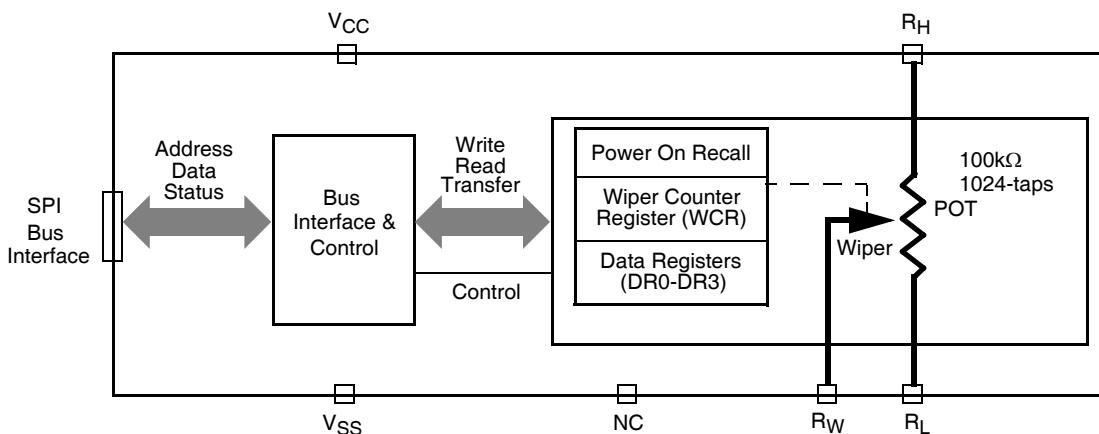 VCC
RH
Address
Data
Status
Write
Read
Transfer
Power On Recall
100kΩ
1024-taps
POT
SPI
Bus
Interface
Bus
Interface &
Control
Wiper Counter
Register (WCR)
Wiper
Data Registers
(DR0-DR3)
Control
VSS
NC
RW
RL